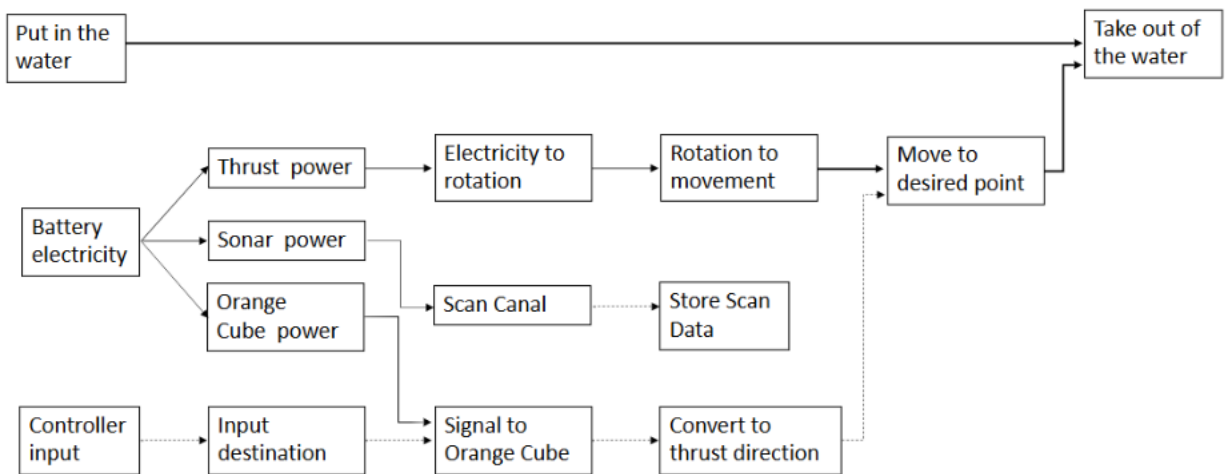 Put in the
water
Take out of
the water
Thrust  power
Electricity to
rotation
Rotation to
movement
Move to
desired point
Battery
electricity
Sonar  power
Orange
Cube  power
Scan Canal
Store Scan
Data
Controller
input
Input
destination
Signal to
Orange Cube
Convert to
thrust direction